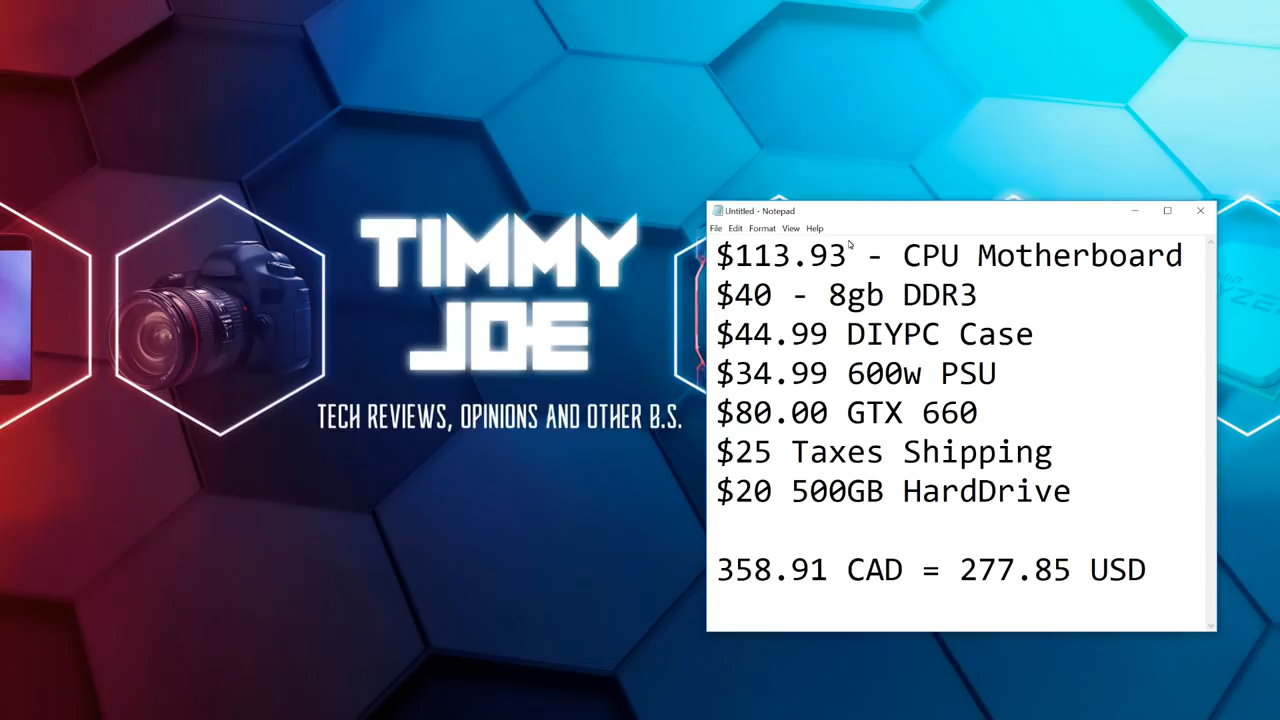 TIMMY
JOE
TECH REVIEWS, OPINIONS AND OTHER B.S.
Untitled - Notepad
File Edit Format View Help
$113.93 - CPU Motherboard
$40 - 8gb DDR3
$44.99 DIYPC Case
$34.99 600w PSU
$80.00 GTX 660
$25 Taxes Shipping
$20 500GB HardDrive
358.91 CAD = 277.85 USD